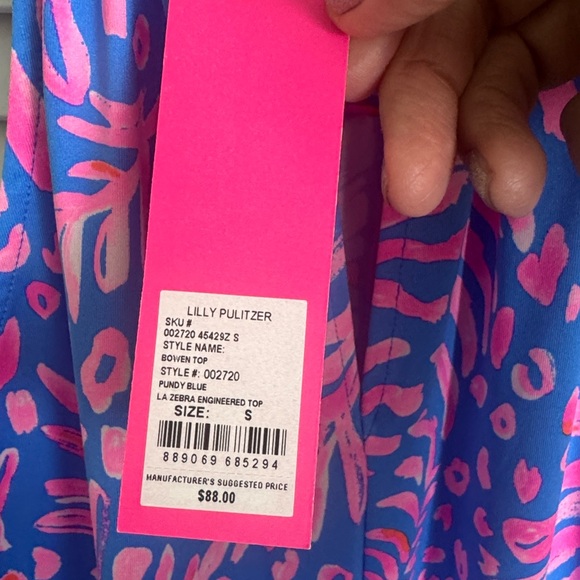 LILLY PULITZER
SKU #
002720 45429Z S
STYLE NAME:
BOWEN TOP
STYLE #: 002720
PUNDY BLUE
LA ZEBRA ENGINEERED TOP
SIZE: S
889069 685294
MANUFACTURER'S SUGGESTED PRICE
$88.00